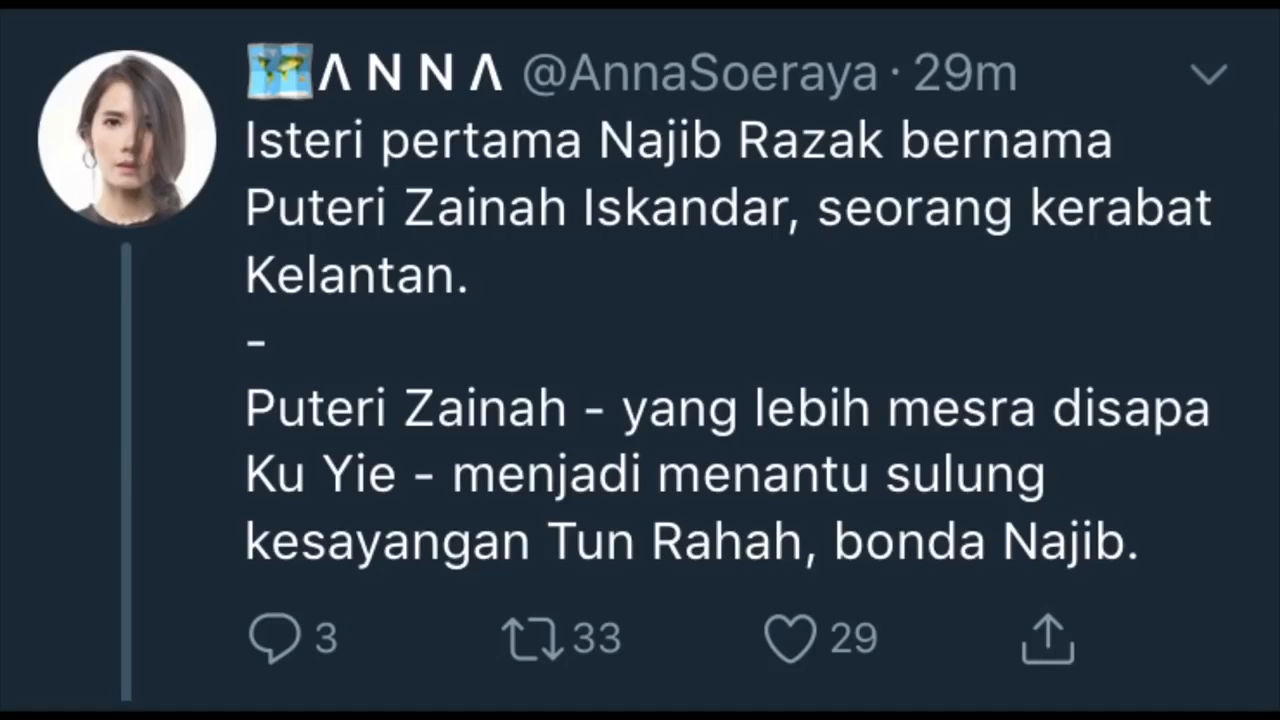 🗺ΛNNΛ @AnnaSoeraya · 29m
Isteri pertama Najib Razak bernama
Puteri Zainah Iskandar, seorang kerabat
Kelantan.
-
Puteri Zainah - yang lebih mesra disapa
Ku Yie - menjadi menantu sulung
kesayangan Tun Rahah, bonda Najib.
3 33 29